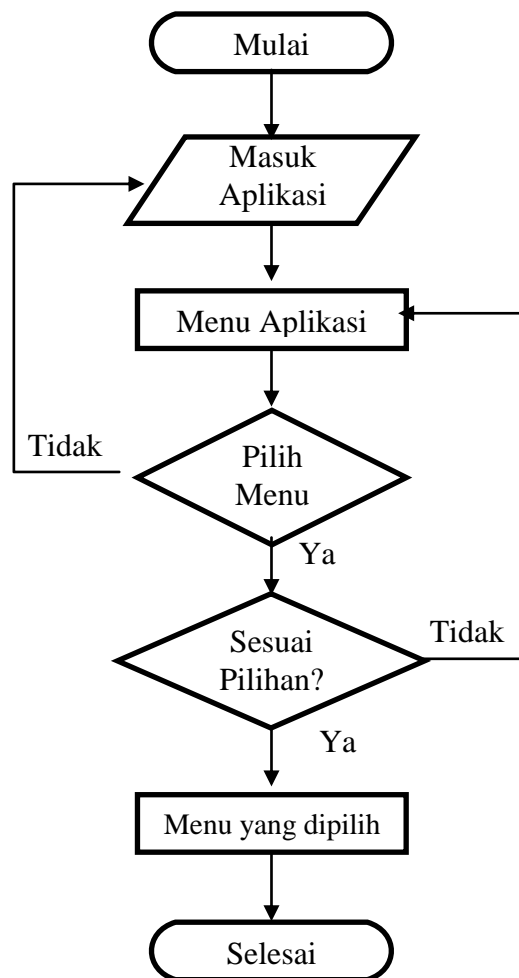 Mulai
Masuk
Aplikasi
Menu Aplikasi
Tidak
Pilih
Menu
Ya
Sesuai
Pilihan?
Tidak
Ya
Menu yang dipilih
Selesai